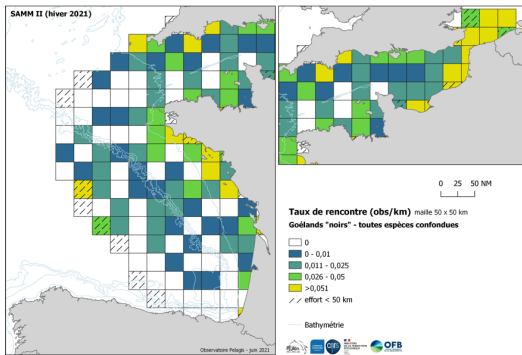 SAMM II (hiver 2021)
Observatoire Pelagis - juin 2021
0 25 50 NM
Taux de rencontre (obs/km) maille 50 x 50 km
Goélands "noirs" - toutes espèces confondues
0
0 - 0,01
0,011 - 0,025
0,026 - 0,05
>0,051
effort < 50 km
Bathymétrie
OFB